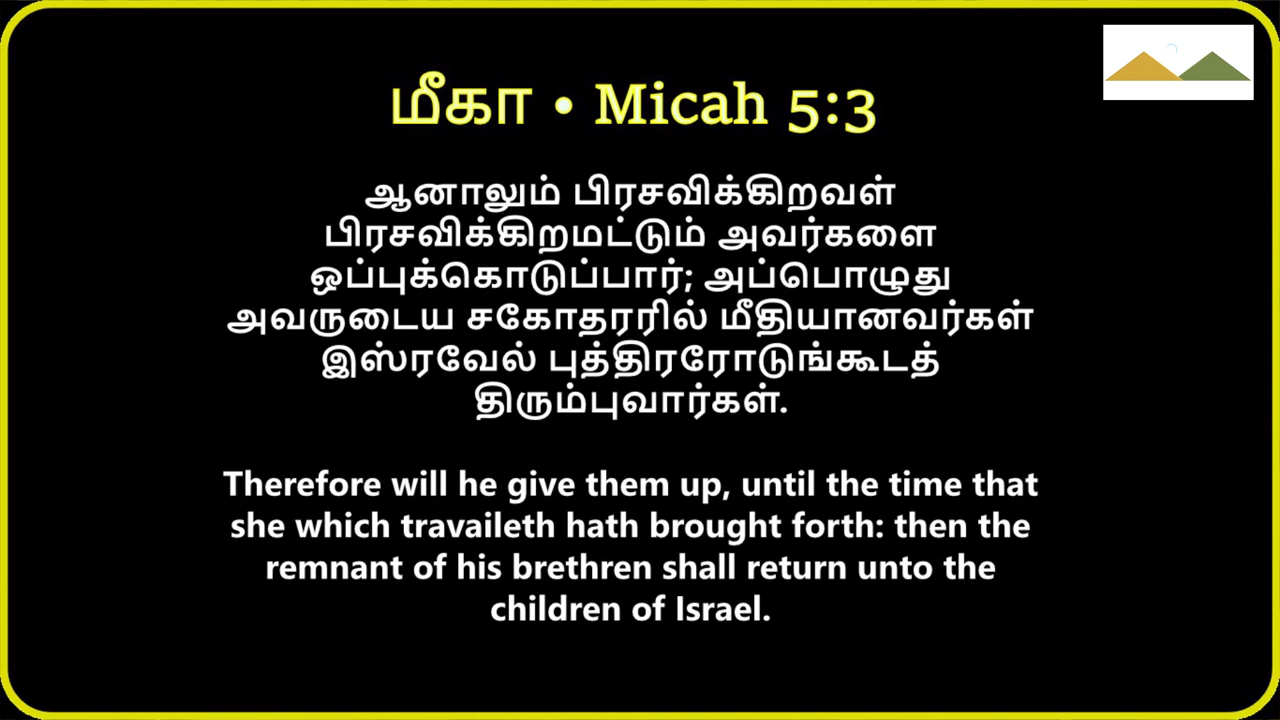 மீகா • Micah 5:3
ஆனாலும் பிரசவிக்கிறவள்
பிரசவிக்கிறமட்டும் அவர்களை
ஒப்புக்கொடுப்பார்; அப்பொழுது
அவருடைய சகோதரரில் மீதியானவர்கள்
இஸ்ரவேல் புத்திரரோடுங்கூடத்
திரும்புவார்கள்.
Therefore will he give them up, until the time that
she which travaileth hath brought forth: then the
remnant of his brethren shall return unto the
children of Israel.